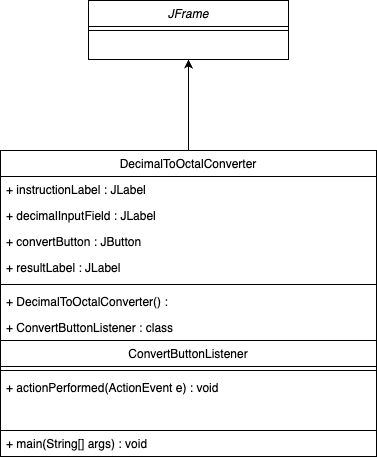 JFrame
DecimalToOctalConverter
+ instructionLabel : JLabel
+ decimalInputField : JLabel
+ convertButton : JButton
+ resultLabel : JLabel
+ DecimalToOctalConverter() :
+ ConvertButtonListener : class
ConvertButtonListener
+ actionPerformed(ActionEvent e) : void
+ main(String[] args) : void